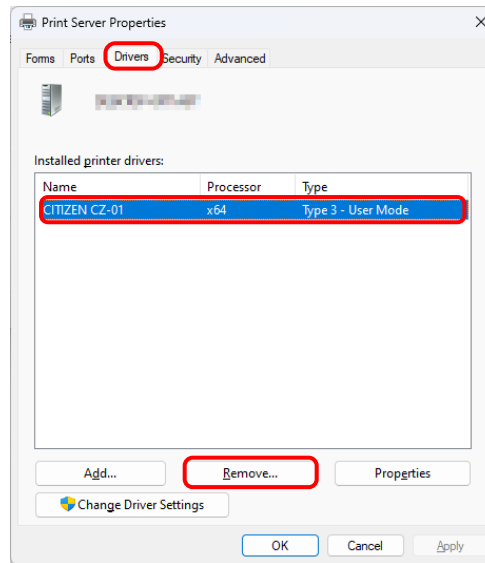 Print Server Properties
Forms Ports Drivers Security Advanced
Installed printer drivers:
Name Processor Type
CITIZEN CZ-01 x64 Type 3 - User Mode
Add... Remove... Properties
Change Driver Settings
OK Cancel Apply